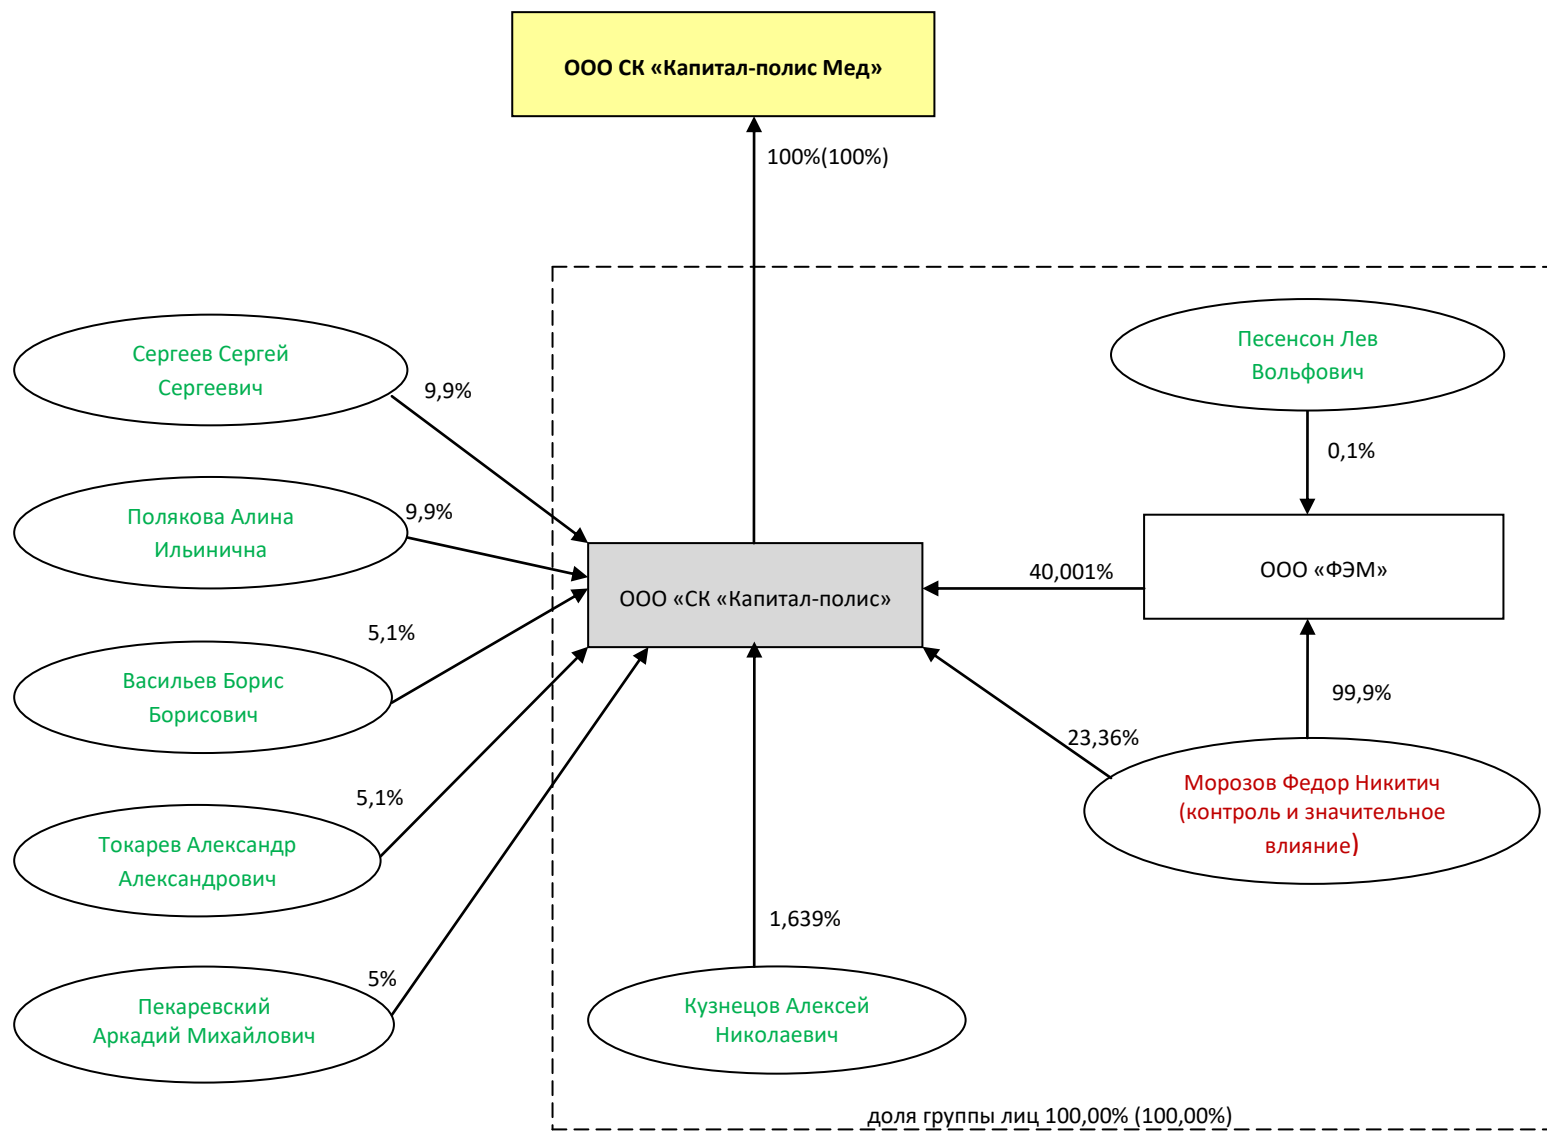 ООО СК «Капитал-полис Мед»
100%(100%)
Сергеев Сергей
Сергеевич
9,9%
Песенсон Лев
Вольфович
0,1%
Полякова Алина
Ильинична
9,9%
ООО «СК «Капитал-полис»
40,001%
ООО «ФЭМ»
Васильев Борис
Борисович
5,1%
99,9%
23,36%
Морозов Федор Никитич
(контроль и значительное
влияние)
Токарев Александр
Александрович
5,1%
1,639%
Пекаревский
Аркадий Михайлович
5%
Кузнецов Алексей
Николаевич
доля группы лиц 100,00% (100,00%)